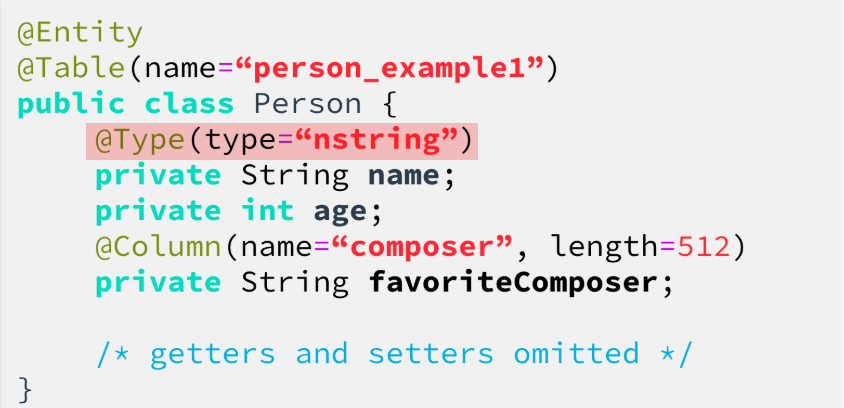 @Entity
@Table(name=“person_example1”)
public class Person {
@Type(type=“nstring”)
private String name;
private int age;
@Column(name=“composer”, length=512)
private String favoriteComposer;
/* getters and setters omitted */
}